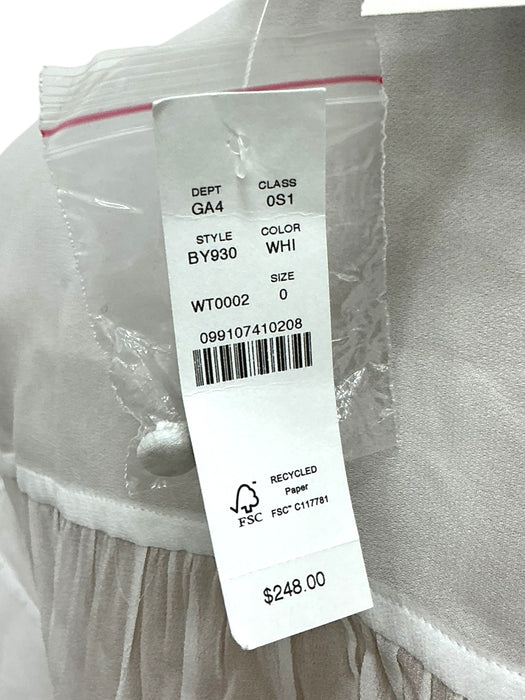 DEPT CLASS
GA4 0S1
STYLE COLOR
BY930 WHI
SIZE
WT0002 0
099107410208
RECYCLED
Paper
FSC™ C117781
FSC
$248.00